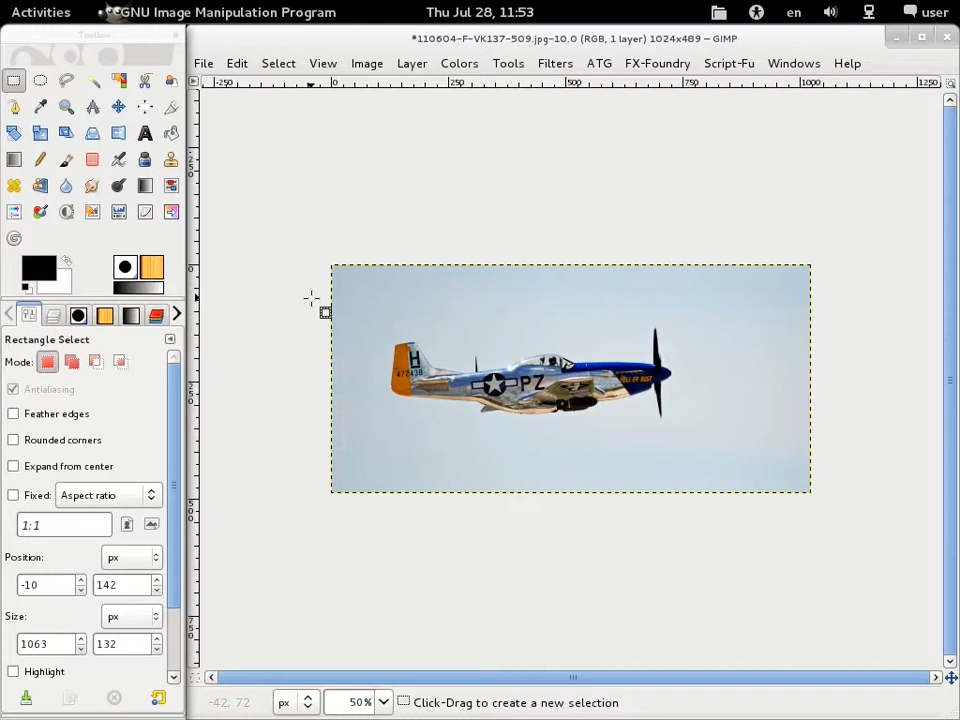 Activities GNU Image Manipulation Program Thu Jul 28, 11:53 en user
Toolbox
*110604-F-VK137-509.jpg-10.0 (RGB, 1 layer) 1024x489 – GIMP
File Edit Select View Image Layer Colors Tools Filters ATG FX-Foundry Script-Fu Windows Help
-250 0 250 500 750 1000 1250
Rectangle Select
Mode:
Antialiasing
Feather edges
Rounded corners
Expand from center
Fixed: Aspect ratio
1:1
Position: px
-10 142
Size: px
1063 132
Highlight
H
472438
PZ
-42, 72 px 50% Click-Drag to create a new selection